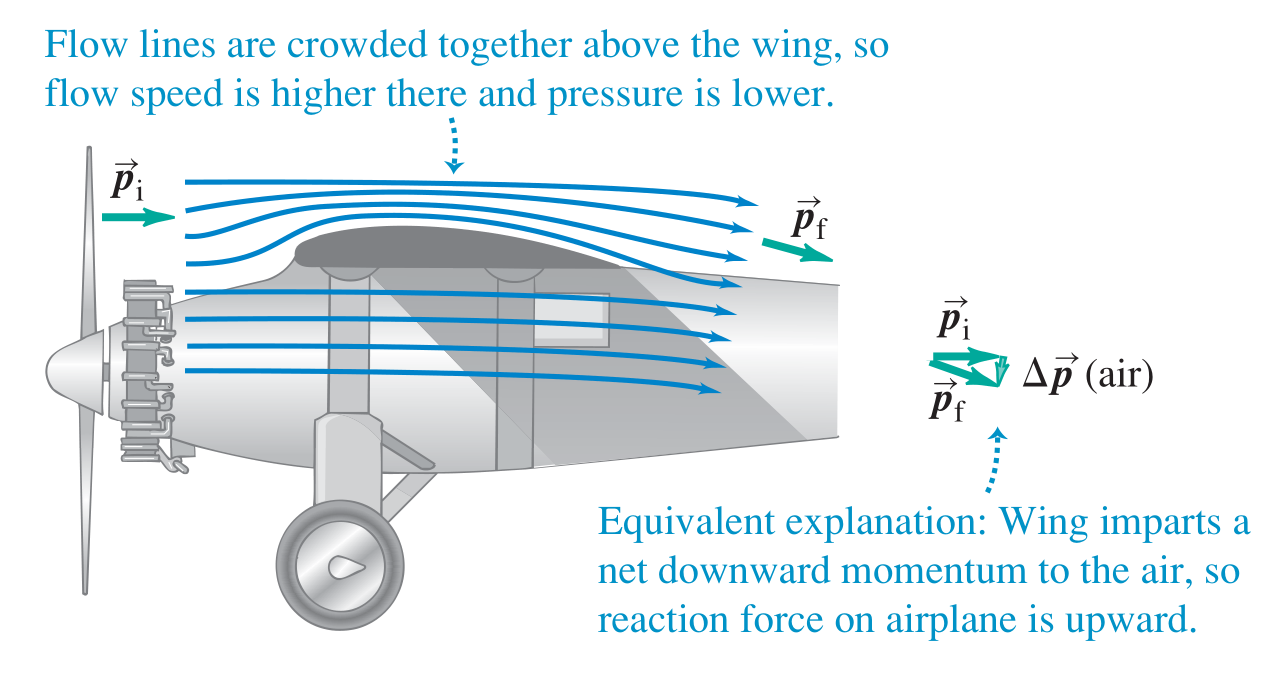 Flow lines are crowded together above the wing, so
flow speed is higher there and pressure is lower.
p⃗i
p⃗f
p⃗i
Δp⃗ (air)
p⃗f
Equivalent explanation: Wing imparts a
net downward momentum to the air, so
reaction force on airplane is upward.